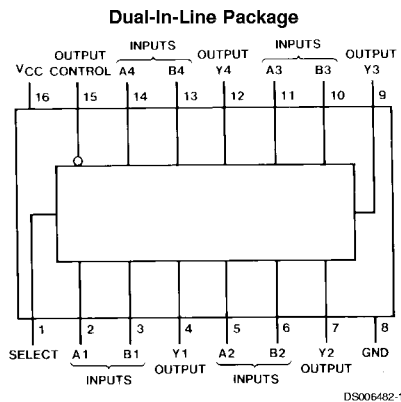 Dual-In-Line Package
OUTPUT INPUTS OUTPUT INPUTS OUTPUT
VCC CONTROL A4 B4 Y4 A3 B3 Y3
16 15 14 13 12 11 10 9
1 2 3 4 5 6 7 8
SELECT A1 B1 Y1 A2 B2 Y2 GND
INPUTS OUTPUT INPUTS OUTPUT
DS006482-1